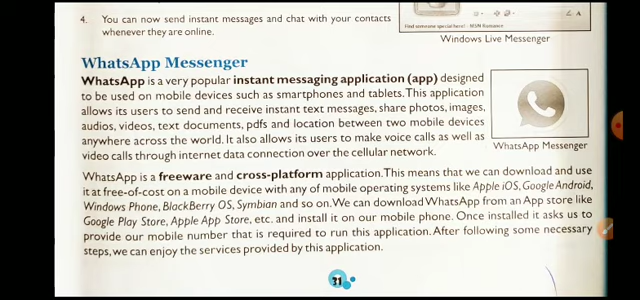 4. You can now send instant messages and chat with your contacts
whenever they are online.
Find someone special here! - MSN Romance
Windows Live Messenger
WhatsApp Messenger
WhatsApp is a very popular instant messaging application (app) designed
to be used on mobile devices such as smartphones and tablets. This application
allows its users to send and receive instant text messages, share photos, images,
audios, videos, text documents, pdfs and location between two mobile devices
anywhere across the world. It also allows its users to make voice calls as well as
video calls through internet data connection over the cellular network.
WhatsApp Messenger
WhatsApp is a freeware and cross-platform application. This means that we can download and use
it at free-of-cost on a mobile device with any of mobile operating systems like Apple iOS, Google Android,
Windows Phone, BlackBerry OS, Symbian and so on. We can download WhatsApp from an App store like
Google Play Store, Apple App Store, etc. and install it on our mobile phone. Once installed it asks us to
provide our mobile number that is required to run this application. After following some necessary
steps, we can enjoy the services provided by this application.
31